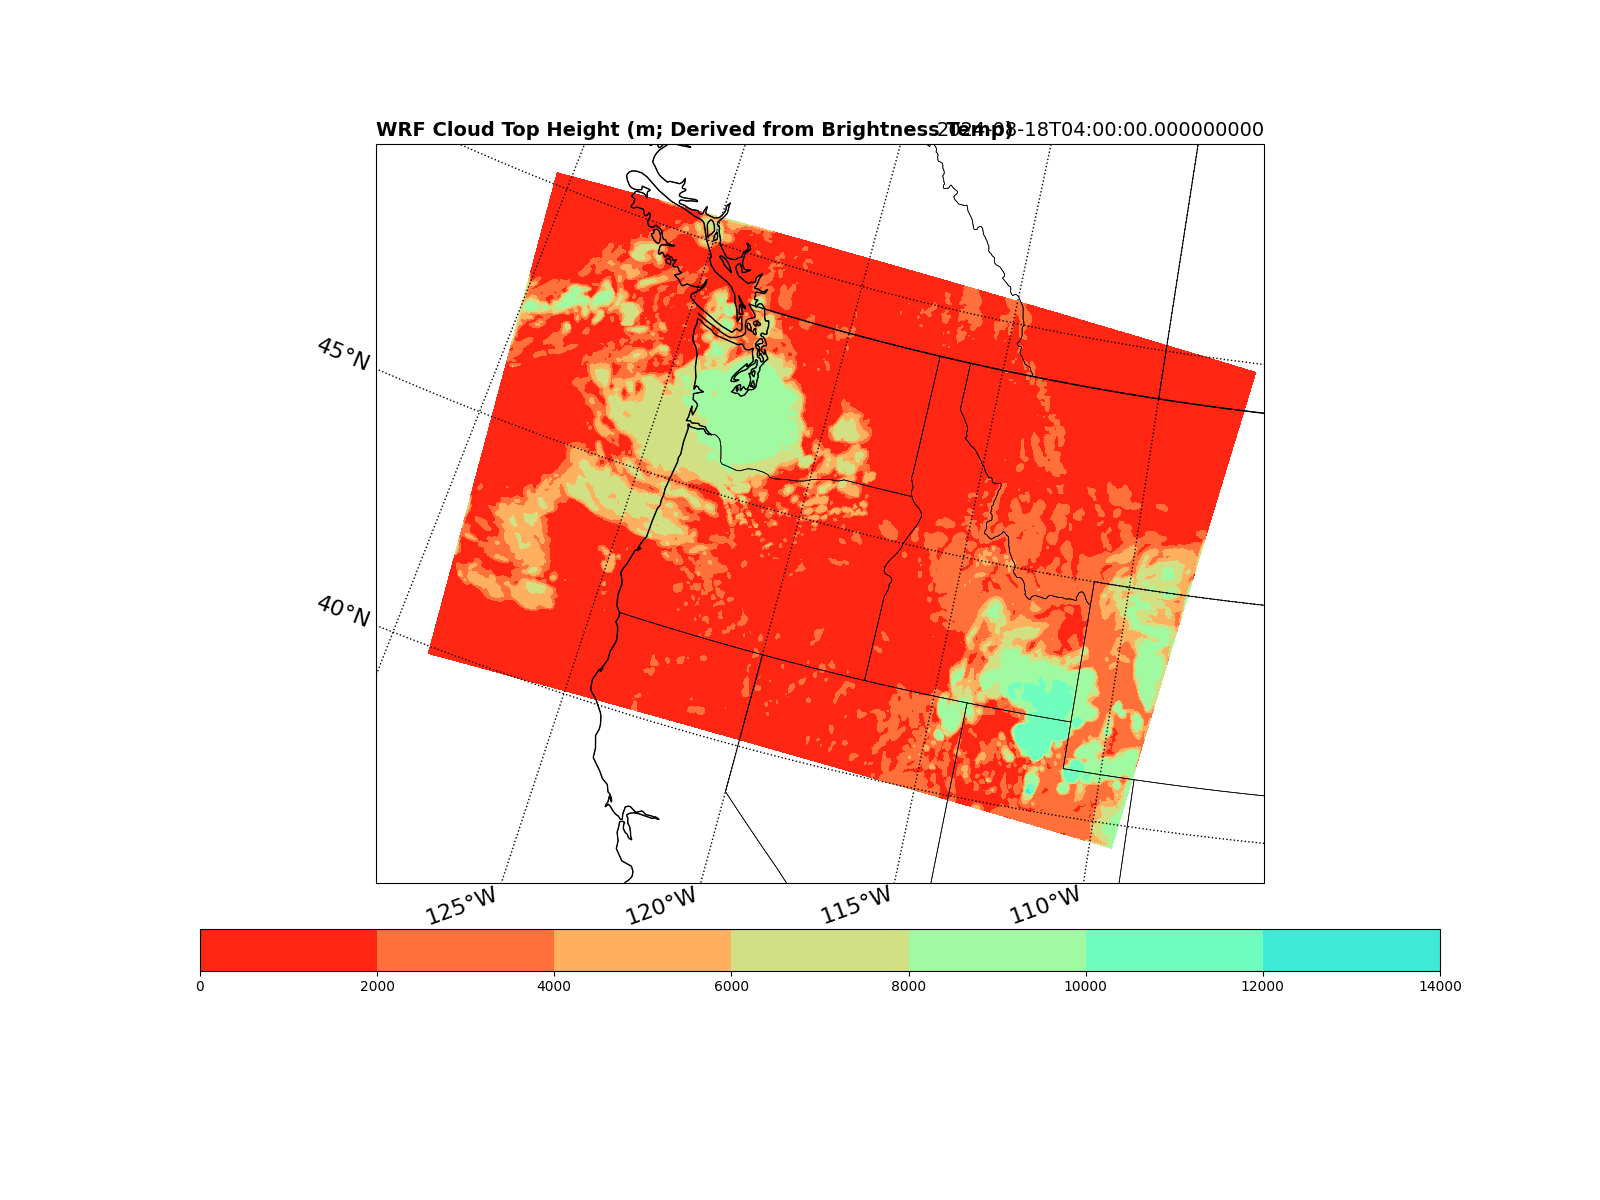 WRF Cloud Top Height (m; Derived from Brightness Temp) 2024-08-18T04:00:00.000000000
45°N
40°N
125°W 120°W 115°W 110°W
0 2000 4000 6000 8000 10000 12000 14000